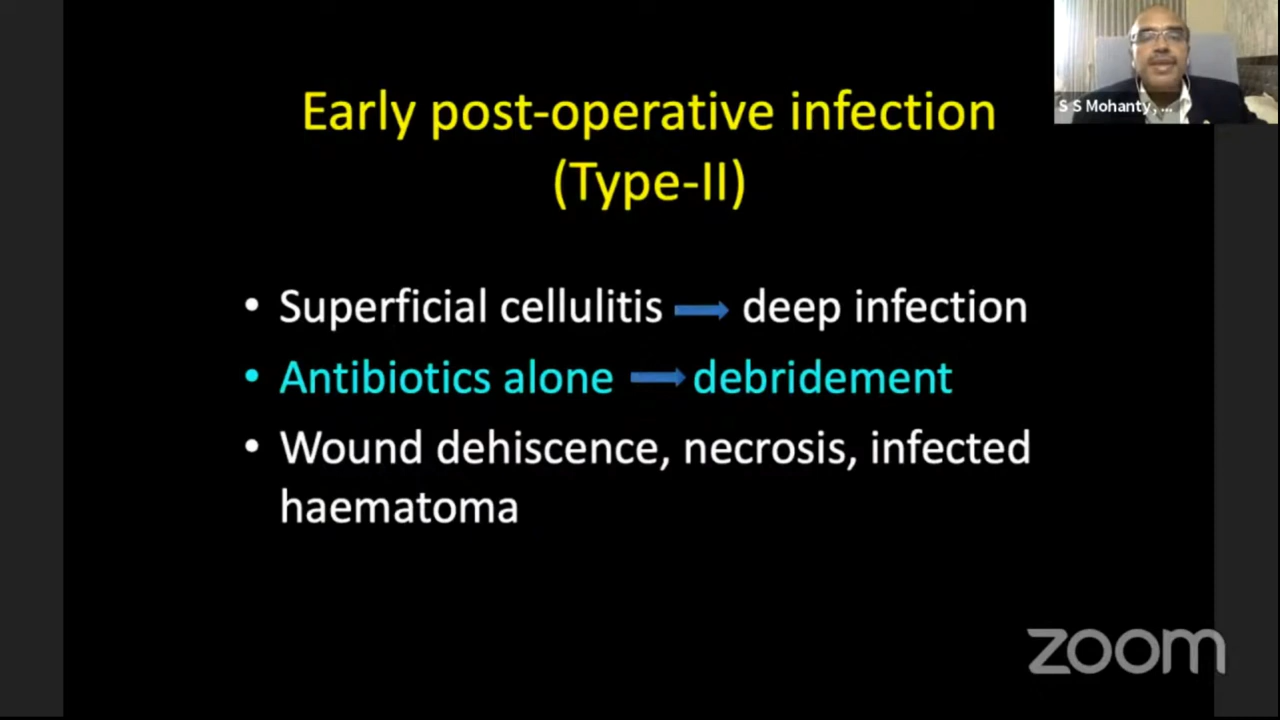 S S Mohanty, ...
Early post-operative infection
(Type-II)
• Superficial cellulitis deep infection
• Antibiotics alone debridement
• Wound dehiscence, necrosis, infected
haematoma
zoom